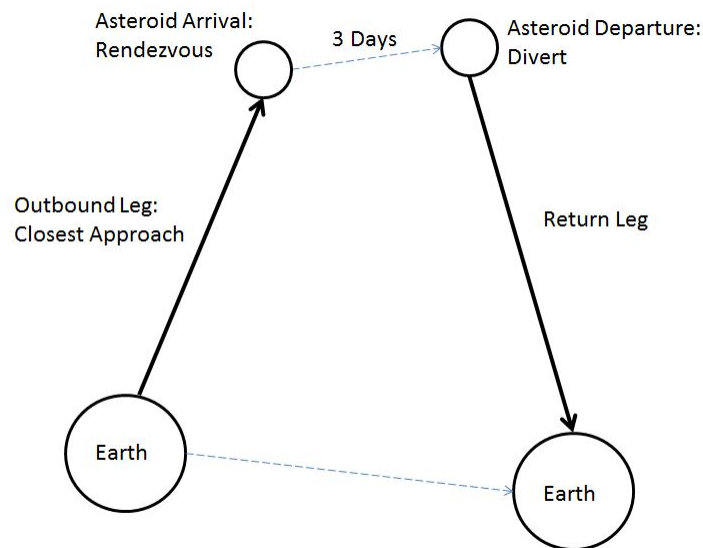 Asteroid Arrival:
Rendezvous
3 Days
Asteroid Departure:
Divert
Outbound Leg:
Closest Approach
Return Leg
Earth
Earth